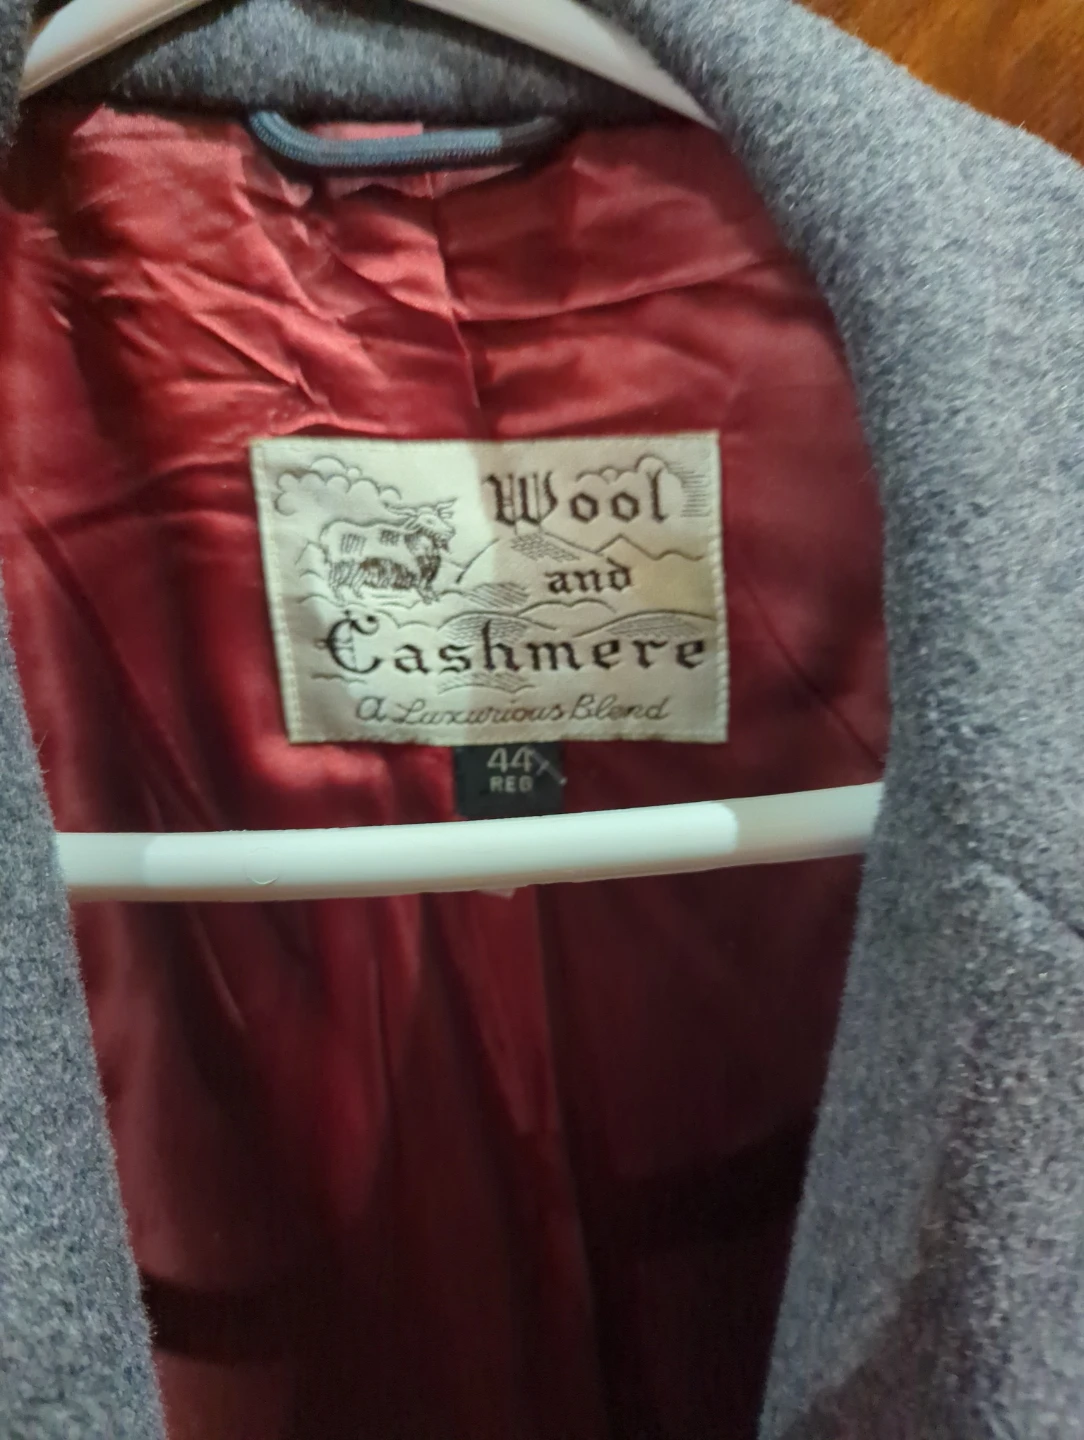 Wool
and
Cashmere
A Luxurious Blend
44
REG